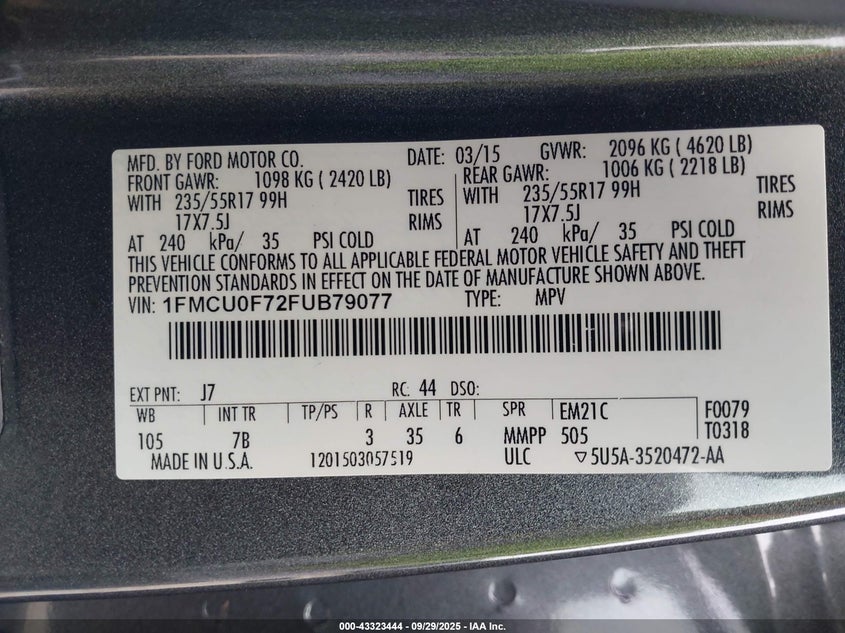 MFD. BY FORD MOTOR CO. DATE: 03/15 GVWR: 2096 KG ( 4620 LB)
FRONT GAWR: 1098 KG ( 2420 LB) REAR GAWR: 1006 KG ( 2218 LB)
WITH 235/55R17 99H TIRES WITH 235/55R17 99H TIRES
17X7.5J RIMS 17X7.5J RIMS
AT 240 kPa/ 35 PSI COLD AT 240 kPa/ 35 PSI COLD
THIS VEHICLE CONFORMS TO ALL APPLICABLE FEDERAL MOTOR VEHICLE SAFETY AND THEFT
PREVENTION STANDARDS IN EFFECT ON THE DATE OF MANUFACTURE SHOWN ABOVE.
VIN: 1FMCU0F72FUB79077 TYPE: MPV
EXT PNT: J7 RC: 44 DSO:
WB INT TR TP/PS R AXLE TR SPR EM21C F0079
105 7B 3 35 6 MMPP 505 T0318
MADE IN U.S.A. 1201503057519 ULC ▽5U5A-3520472-AA
000-43323444 - 09/29/2025 - IAA Inc.